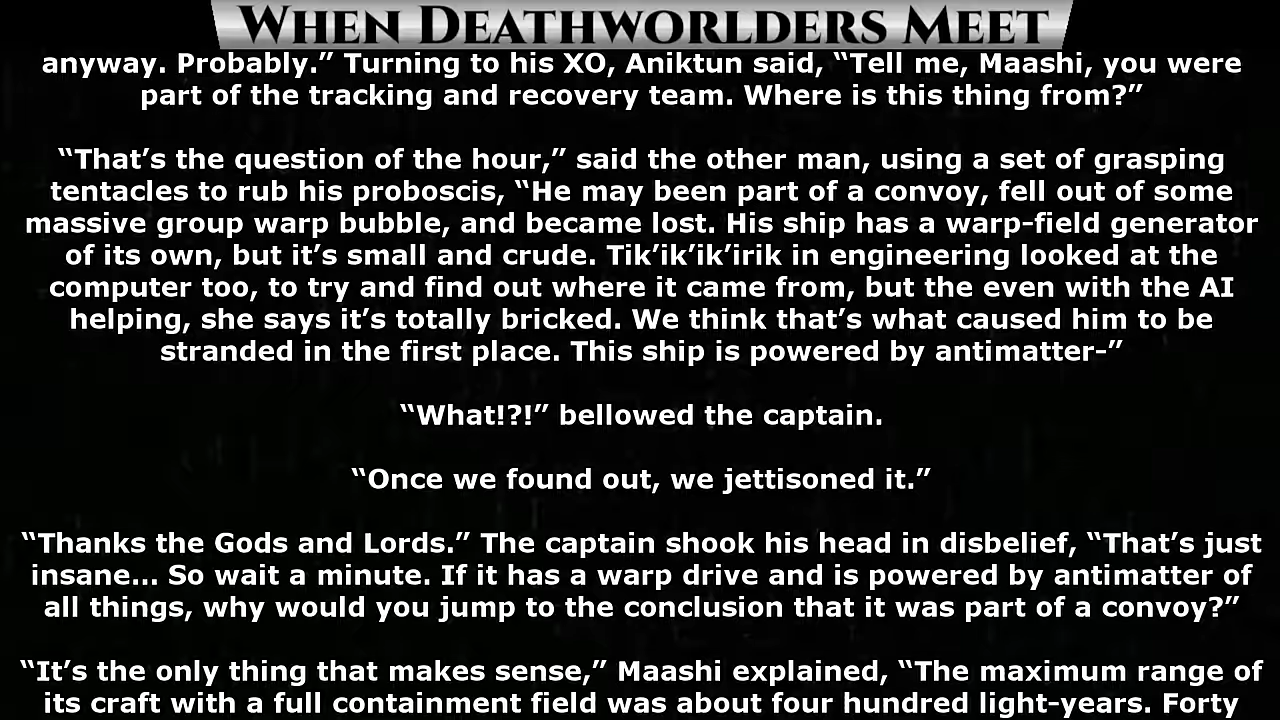 WHEN DEATHWORLDERS MEET
anyway. Probably.” Turning to his XO, Aniktun said, “Tell me, Maashi, you were
part of the tracking and recovery team. Where is this thing from?”
“That’s the question of the hour,” said the other man, using a set of grasping
tentacles to rub his proboscis, “He may been part of a convoy, fell out of some
massive group warp bubble, and became lost. His ship has a warp-field generator
of its own, but it’s small and crude. Tik’ik’ik’irik in engineering looked at the
computer too, to try and find out where it came from, but the even with the AI
helping, she says it’s totally bricked. We think that’s what caused him to be
stranded in the first place. This ship is powered by antimatter-”
“What!?!” bellowed the captain.
“Once we found out, we jettisoned it.”
“Thanks the Gods and Lords.” The captain shook his head in disbelief, “That’s just
insane... So wait a minute. If it has a warp drive and is powered by antimatter of
all things, why would you jump to the conclusion that it was part of a convoy?”
“It’s the only thing that makes sense,” Maashi explained, “The maximum range of
its craft with a full containment field was about four hundred light-years. Forty